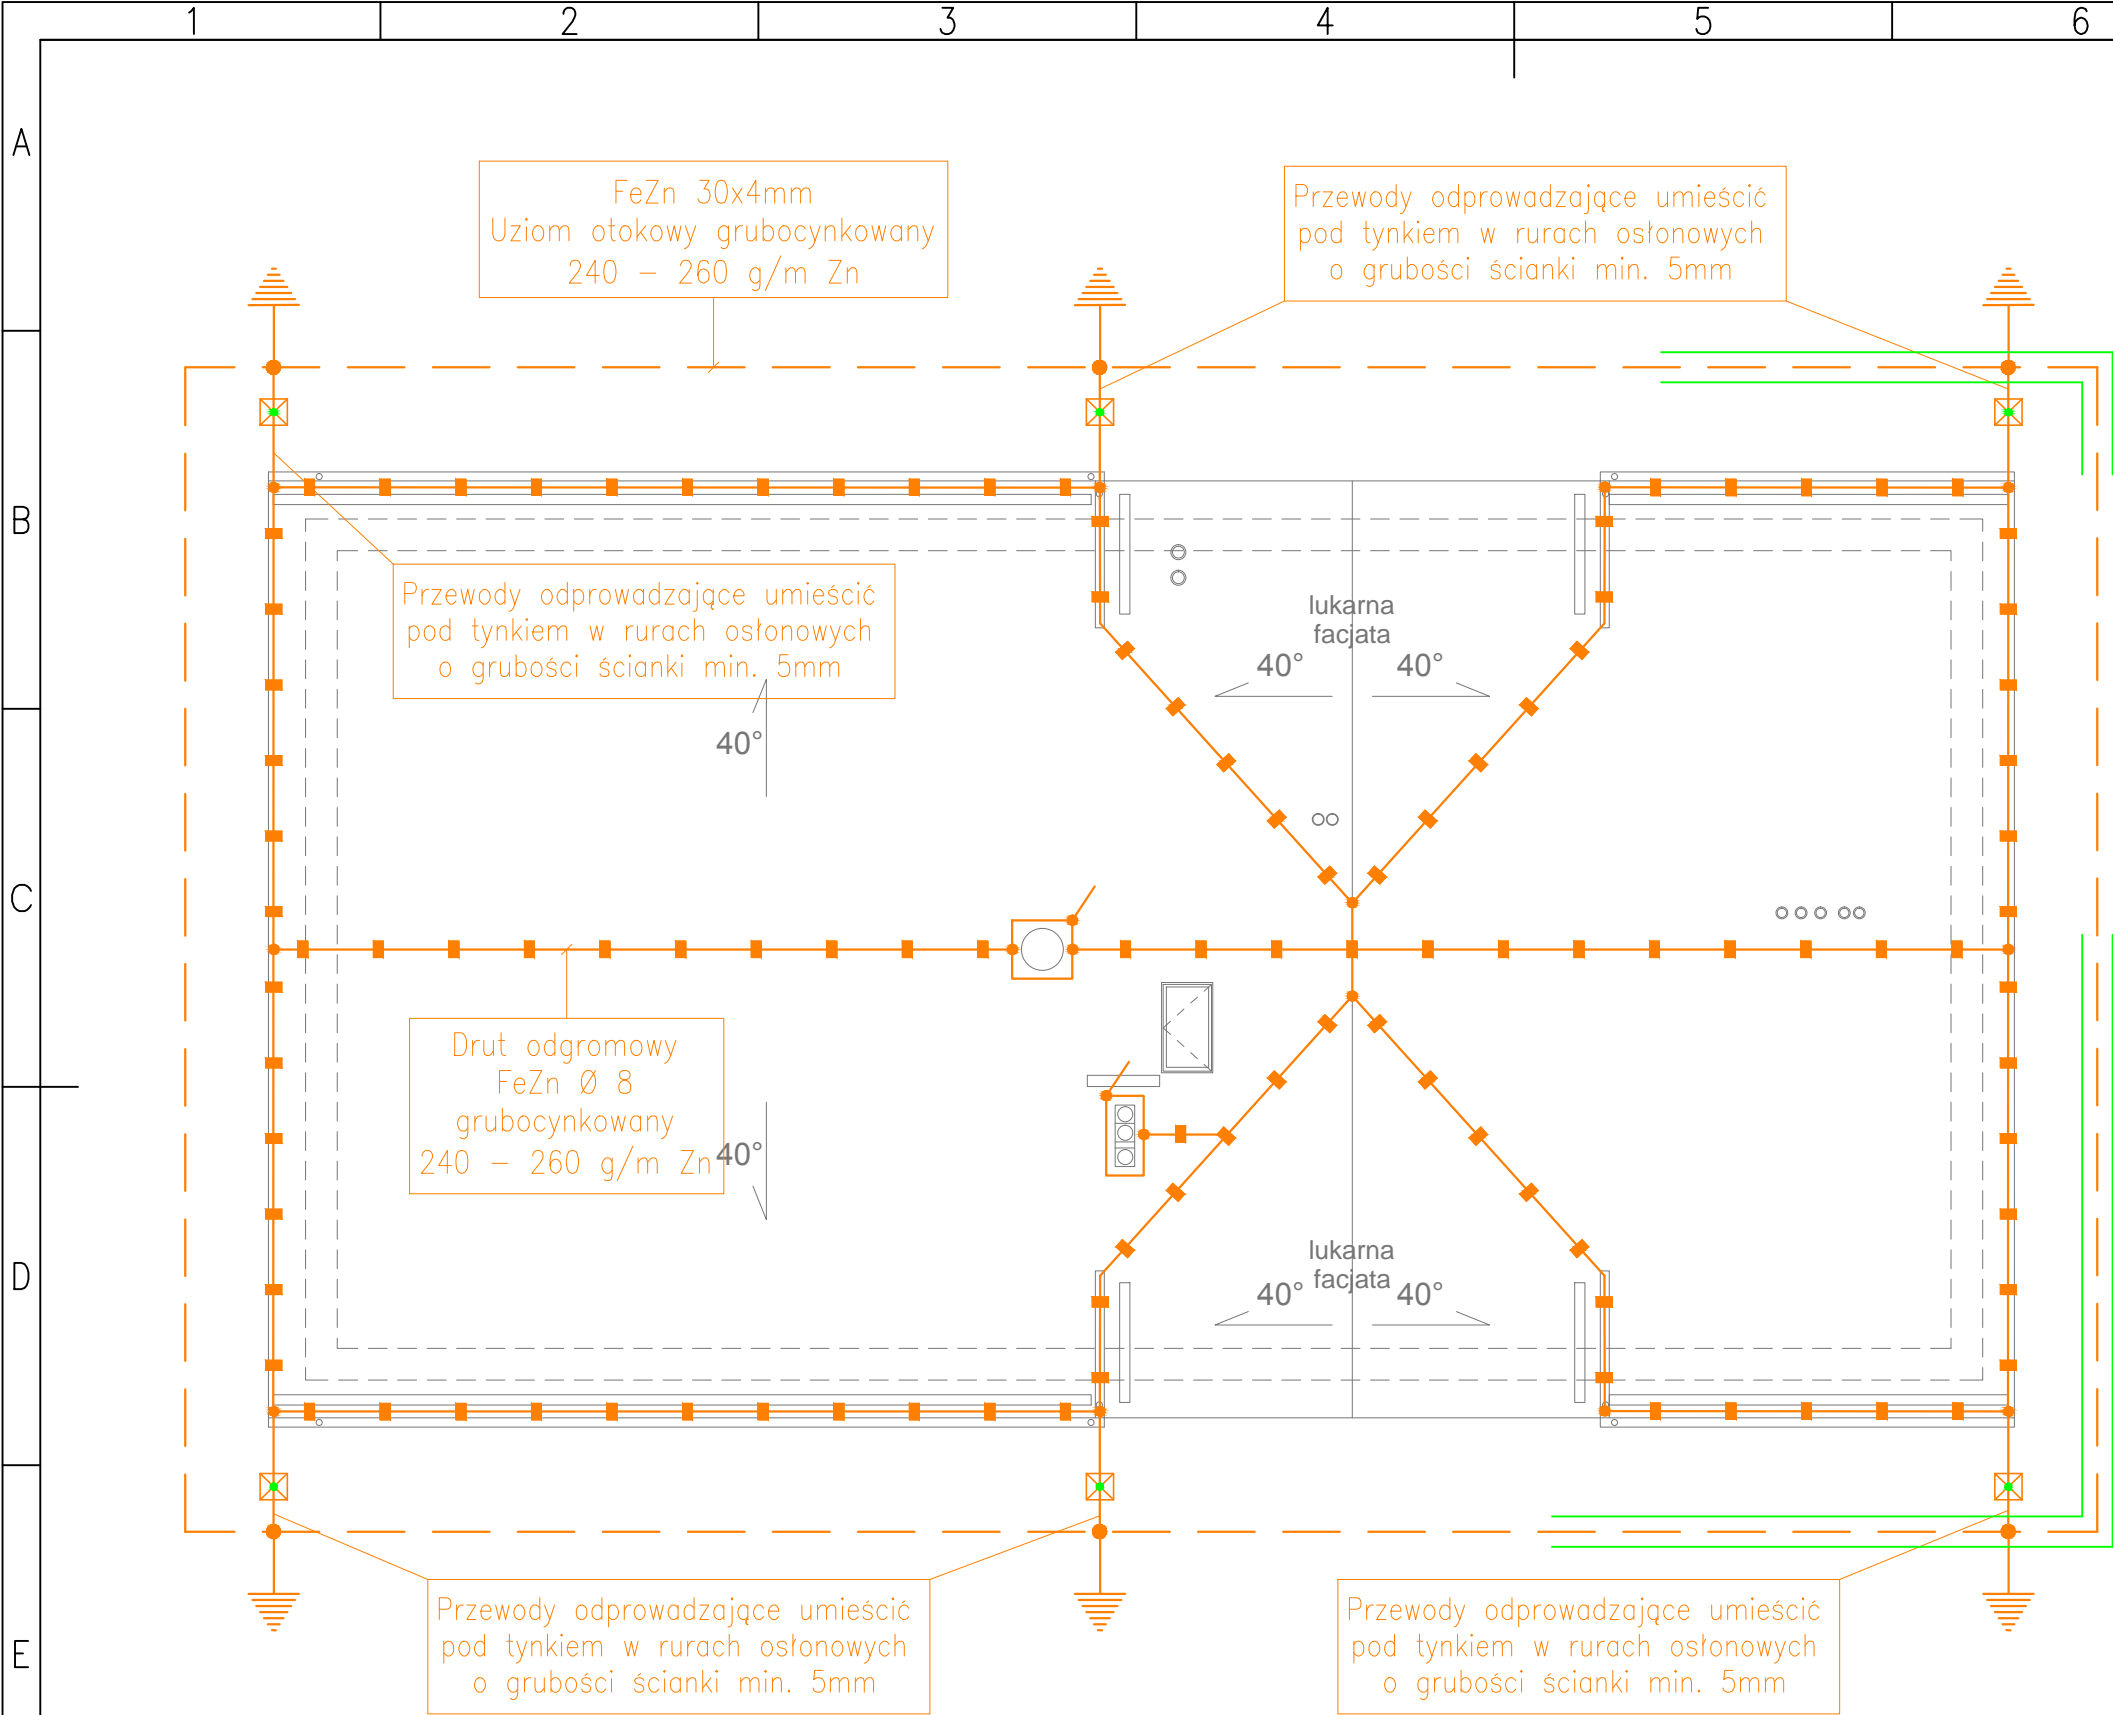 1 2 3 4 5 6
A
FeZn 30x4mm
Uziom otokowy grubocynkowany
240 – 260 g/m Zn
Przewody odprowadzające umieścić
pod tynkiem w rurach osłonowych
o grubości ścianki min. 5mm
B
Przewody odprowadzające umieścić
pod tynkiem w rurach osłonowych
o grubości ścianki min. 5mm
lukarna
facjata
40° 40°
40°
C
Drut odgromowy
FeZn Ø 8
grubocynkowany
240 – 260 g/m Zn
40°
D
lukarna
facjata
40° 40°
Przewody odprowadzające umieścić
pod tynkiem w rurach osłonowych
o grubości ścianki min. 5mm
Przewody odprowadzające umieścić
pod tynkiem w rurach osłonowych
o grubości ścianki min. 5mm
E